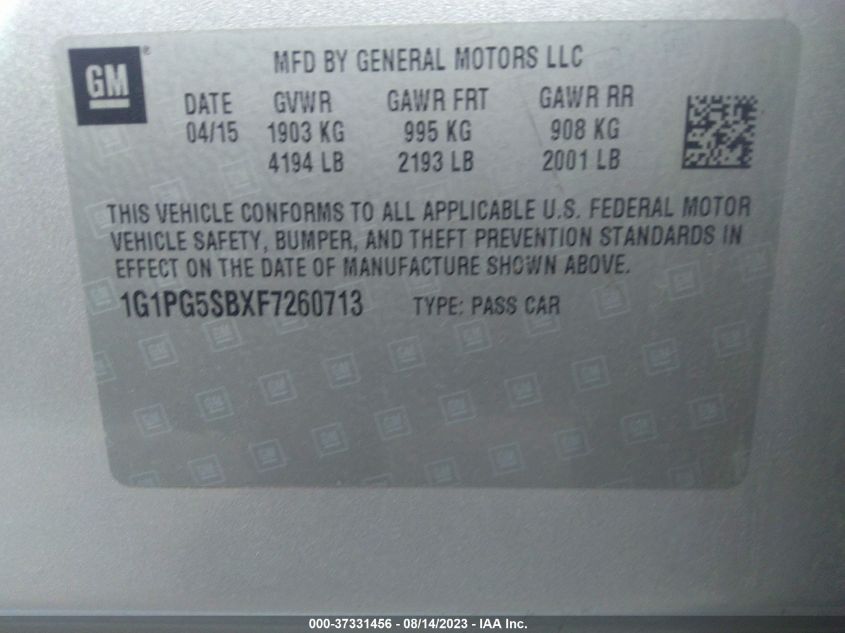 GM ®
MFD BY GENERAL MOTORS LLC
DATE GVWR GAWR FRT GAWR RR
04/15 1903 KG 995 KG 908 KG
4194 LB 2193 LB 2001 LB
THIS VEHICLE CONFORMS TO ALL APPLICABLE U.S. FEDERAL MOTOR
VEHICLE SAFETY, BUMPER, AND THEFT PREVENTION STANDARDS IN
EFFECT ON THE DATE OF MANUFACTURE SHOWN ABOVE.
1G1PG5SBXF7260713 TYPE: PASS CAR
000-37331456 - 08/14/2023 - IAA Inc.